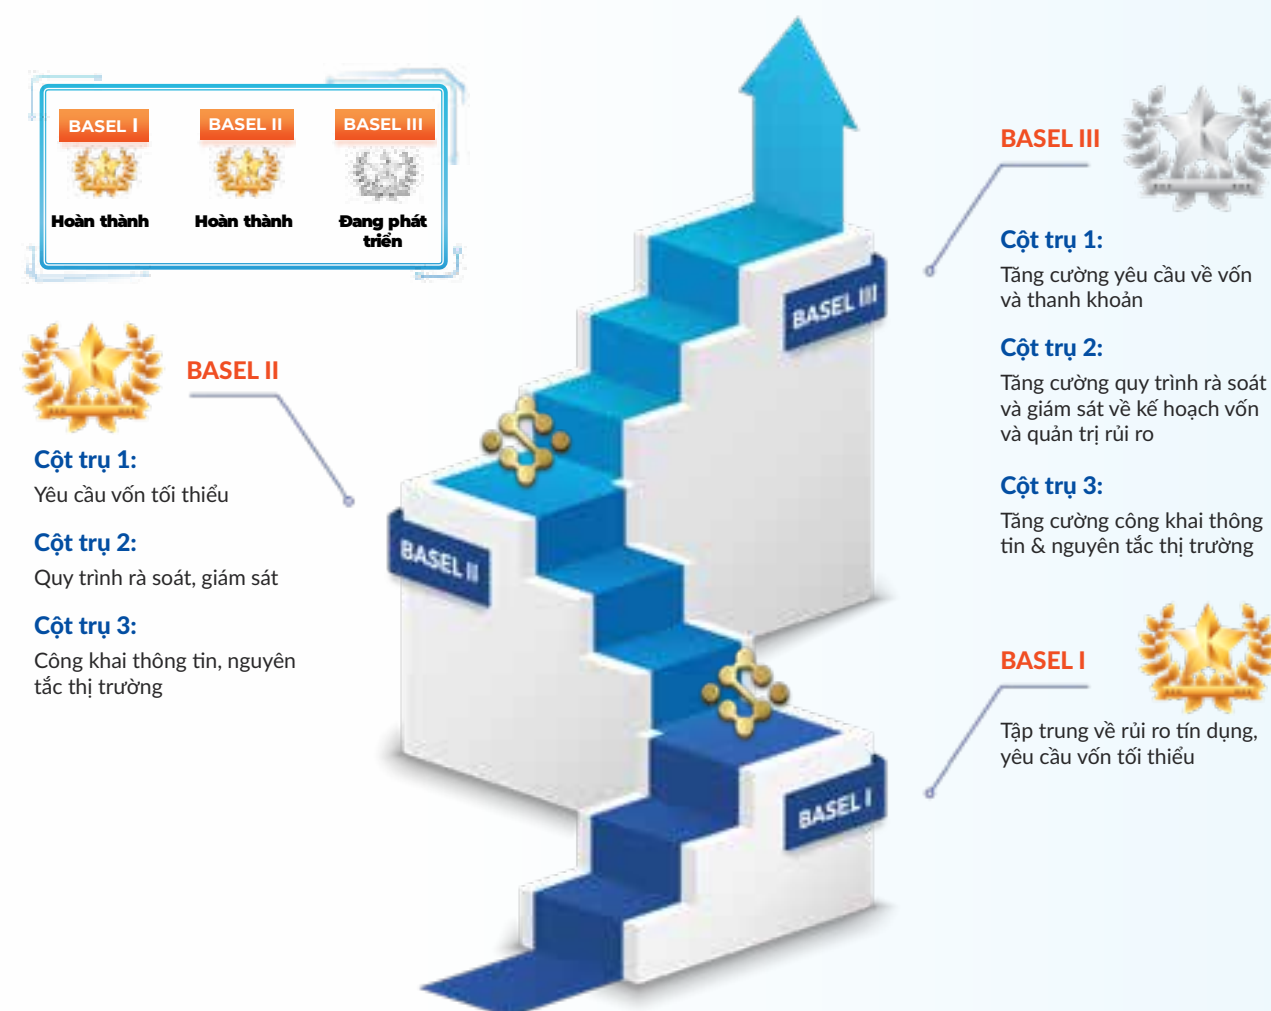 BASEL I
BASEL II
BASEL III
Hoàn thành
Hoàn thành
Đang phát
triển
BASEL III
Cột trụ 1:
Tăng cường yêu cầu về vốn
và thanh khoản
Cột trụ 2:
Tăng cường quy trình rà soát
và giám sát về kế hoạch vốn
và quản trị rủi ro
Cột trụ 3:
Tăng cường công khai thông
tin & nguyên tắc thị trường
BASEL II
Cột trụ 1:
Yêu cầu vốn tối thiểu
Cột trụ 2:
Quy trình rà soát, giám sát
Cột trụ 3:
Công khai thông tin, nguyên
tắc thị trường
BASEL III
BASEL II
BASEL I
BASEL I
Tập trung về rủi ro tín dụng,
yêu cầu vốn tối thiểu